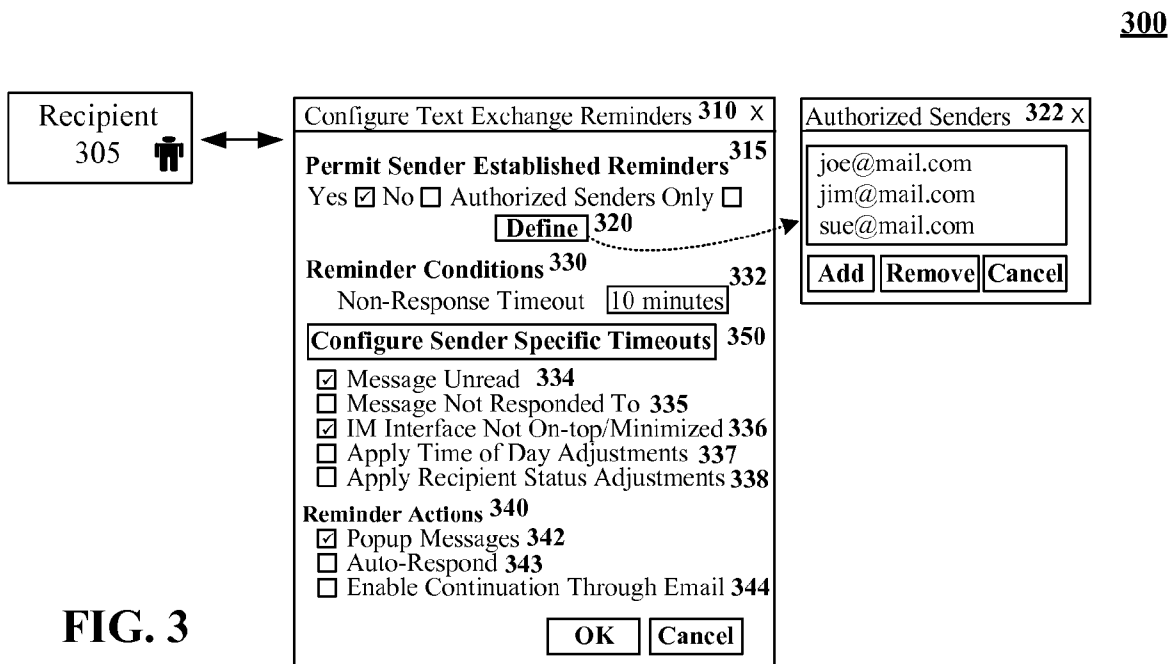 300
Recipient
305
Configure Text Exchange Reminders 310 X
Permit Sender Established Reminders 315
Yes ☑ No ☐ Authorized Senders Only ☐
Define 320
Reminder Conditions 330
Non-Response Timeout 10 minutes 332
Configure Sender Specific Timeouts 350
☑ Message Unread 334
☐ Message Not Responded To 335
☑ IM Interface Not On-top/Minimized 336
☐ Apply Time of Day Adjustments 337
☐ Apply Recipient Status Adjustments 338
Reminder Actions 340
☑ Popup Messages 342
☐ Auto-Respond 343
☐ Enable Continuation Through Email 344
OK Cancel
Authorized Senders 322 X
joe@mail.com
jim@mail.com
sue@mail.com
Add Remove Cancel
FIG. 3